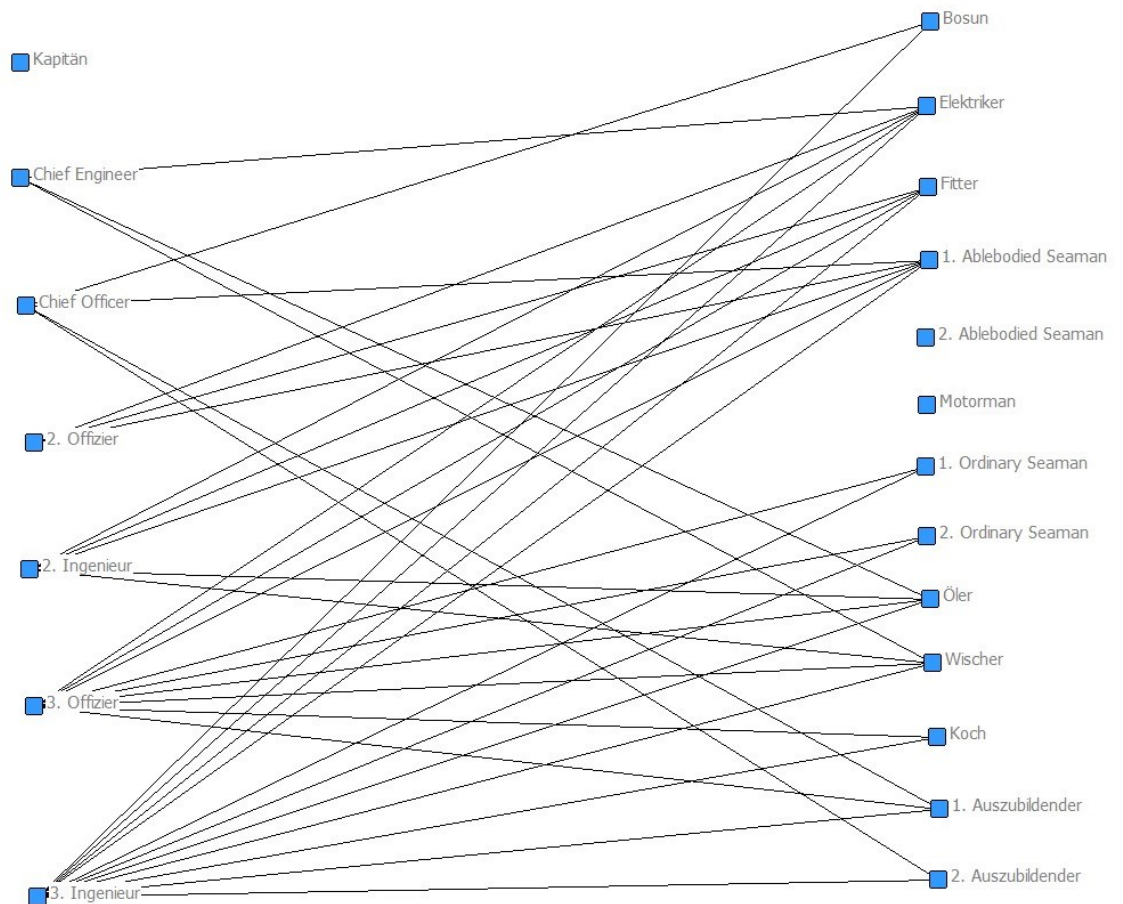 Kapitän
Chief Engineer
Chief Officer
2. Offizier
2. Ingenieur
3. Offizier
3. Ingenieur
Bosun
Elektriker
Fitter
1. Ablebodied Seaman
2. Ablebodied Seaman
Motorman
1. Ordinary Seaman
2. Ordinary Seaman
Öler
Wischer
Koch
1. Auszubildender
2. Auszubildender